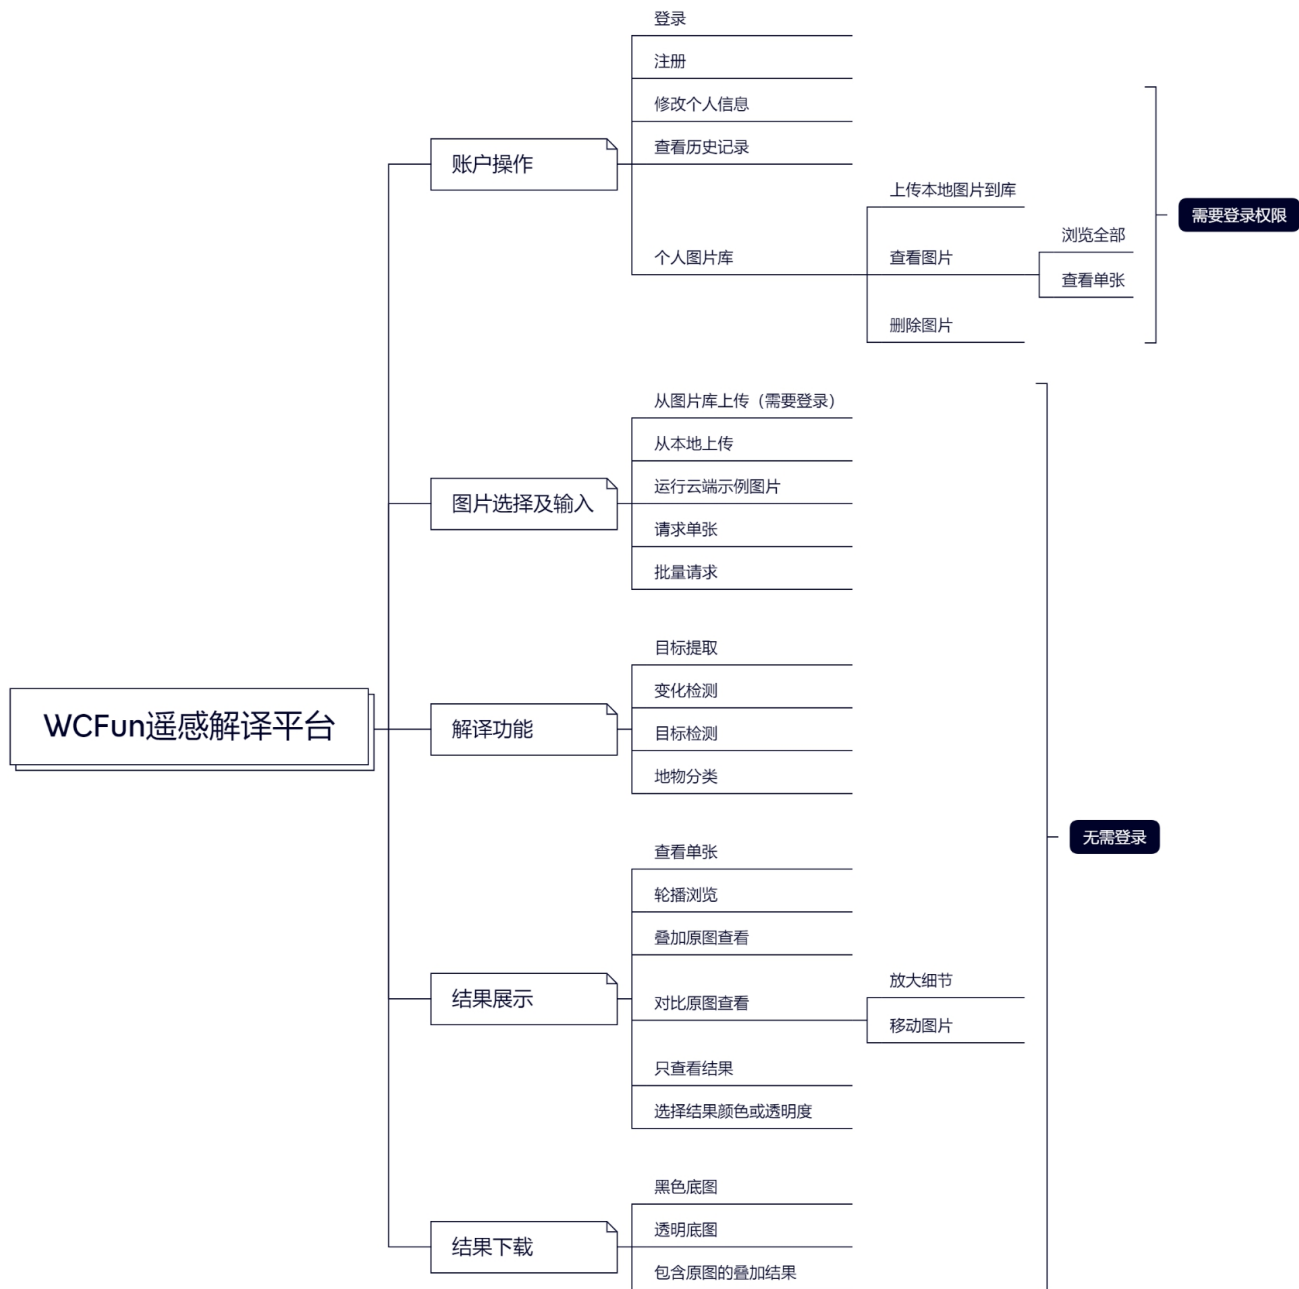 WCFun遥感解译平台
账户操作
登录
注册
修改个人信息
查看历史记录
个人图片库
上传本地图片到库
查看图片
浏览全部
查看单张
删除图片
需要登录权限
图片选择及输入
从图片库上传（需要登录）
从本地上传
运行云端示例图片
请求单张
批量请求
解译功能
目标提取
变化检测
目标检测
地物分类
结果展示
查看单张
轮播浏览
叠加原图查看
对比原图查看
放大细节
移动图片
只查看结果
选择结果颜色或透明度
结果下载
黑色底图
透明底图
包含原图的叠加结果
无需登录